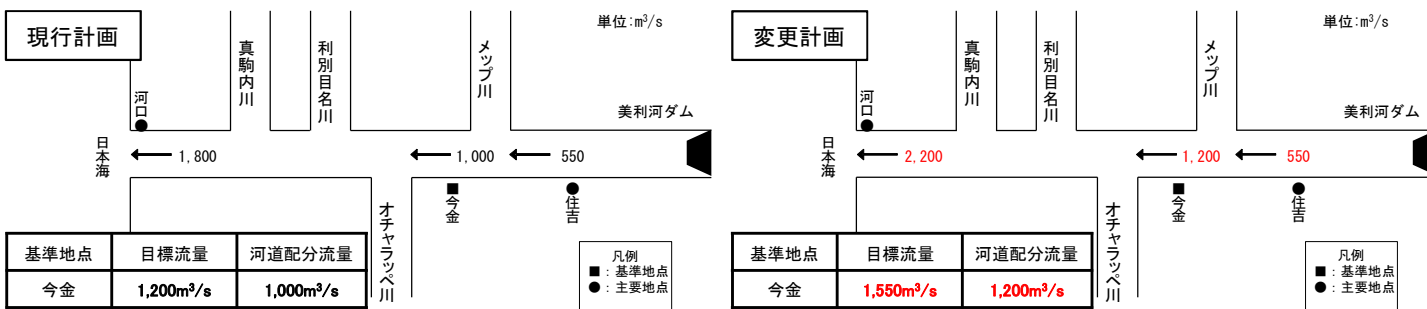 現行計画
単位:m³/s
真駒内川
利別目名川
メップ川
美利河ダム
河口
日本海
1,800
1,000
550
今金
住吉
オチャラッペ川
基準地点 目標流量 河道配分流量
今金 1,200m³/s 1,000m³/s
凡例
■:基準地点
●:主要地点
変更計画
単位:m³/s
真駒内川
利別目名川
メップ川
美利河ダム
河口
日本海
2,200
1,200
550
今金
住吉
オチャラッペ川
基準地点 目標流量 河道配分流量
今金 1,550m³/s 1,200m³/s
凡例
■:基準地点
●:主要地点